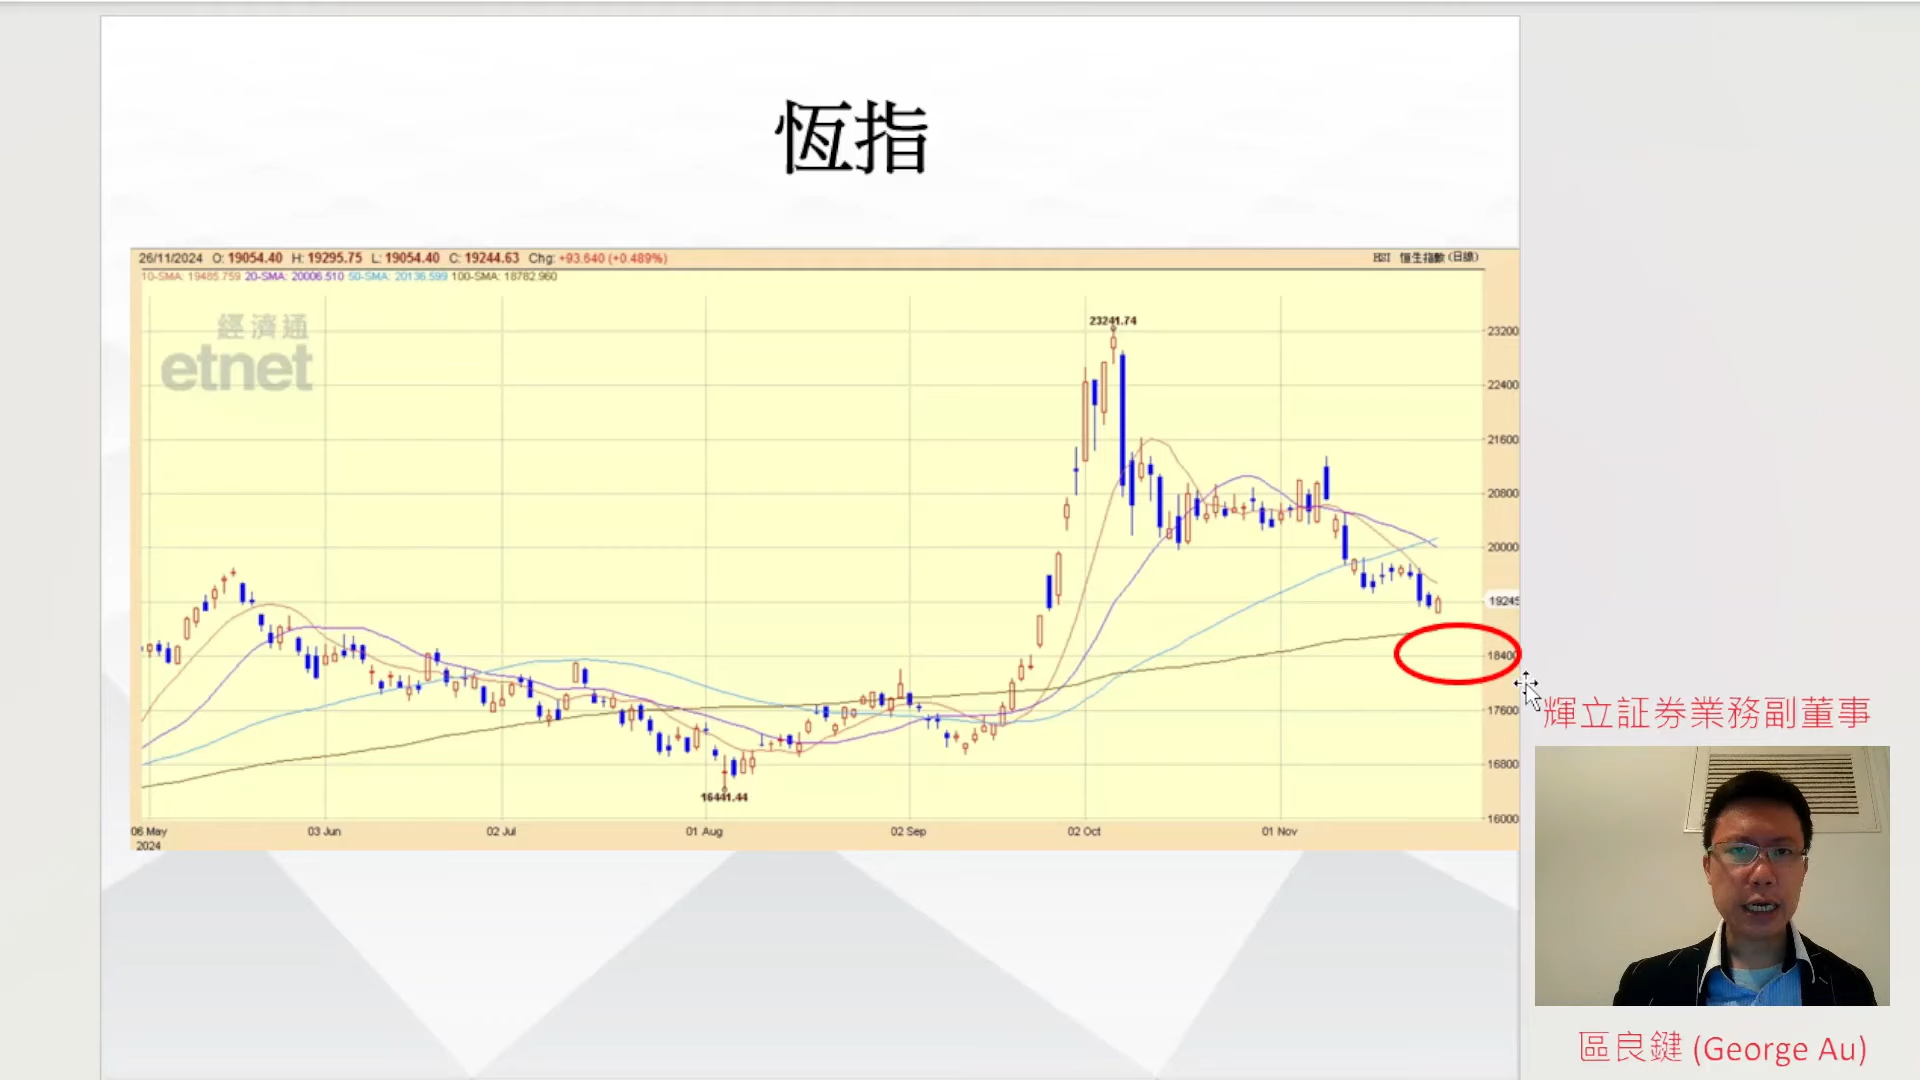 恆指
26/11/2024 O: 19054.40 H: 19295.75 L: 19054.40 C: 19244.63 Chg: +93.640 (+0.489%)
HSI 恆生指數 (日線)
10-SMA: 19485.759 20-SMA: 20006.510 50-SMA: 20136.599 100-SMA: 18782.960
經濟通
etnet
23241.74
23200
22400
21600
20800
20000
19245
18400
17600
16800
16441.44
16000
06 May 03 Jun 02 Jul 01 Aug 02 Sep 02 Oct 01 Nov
2024
輝立証券業務副董事
區良鍵 (George Au)